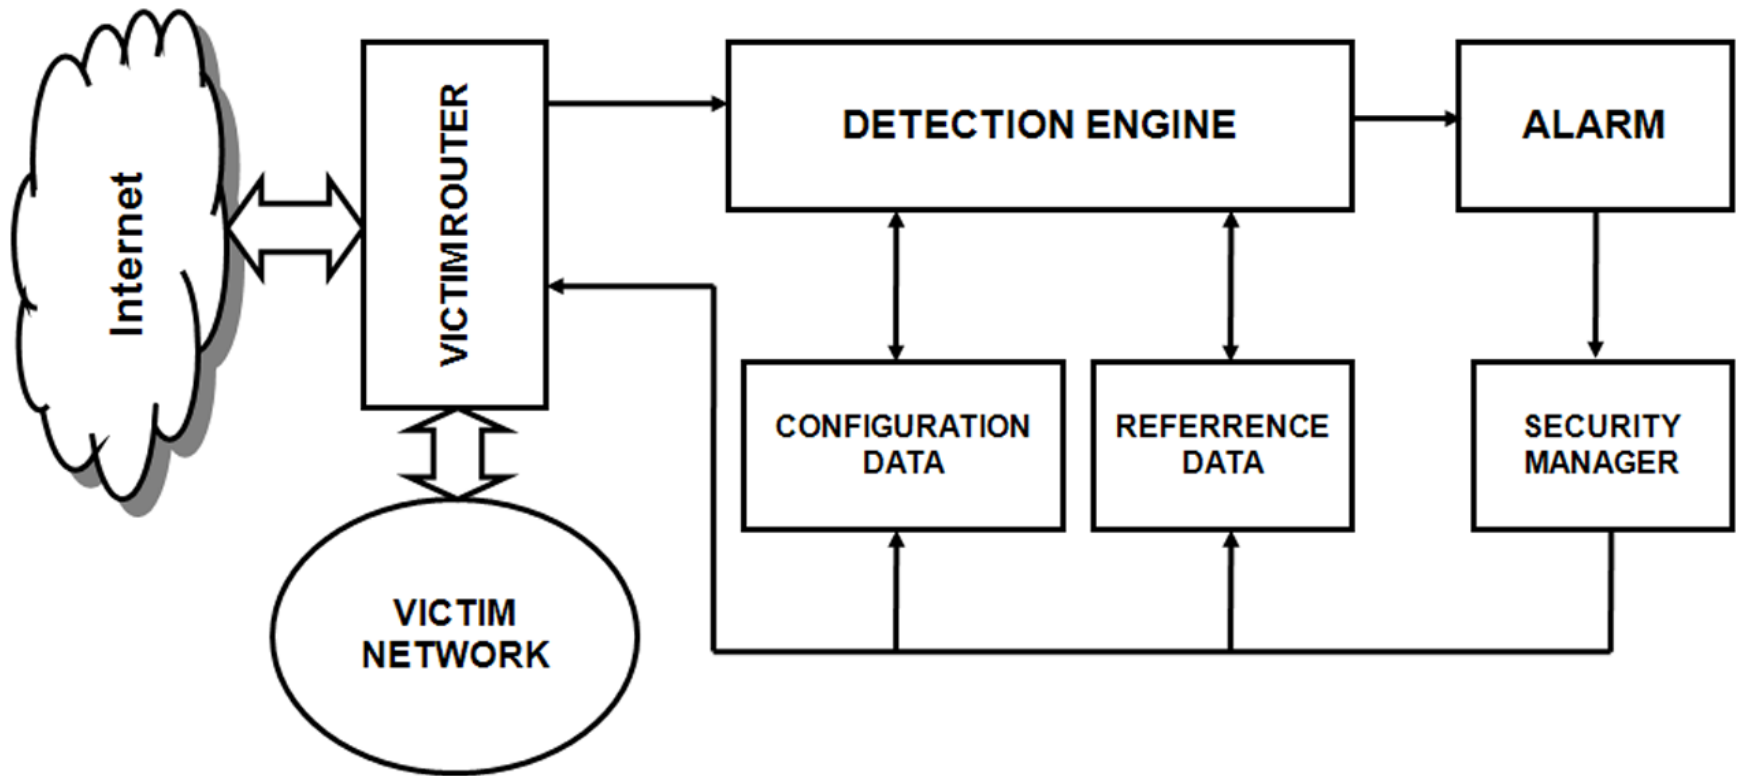 Internet
VICTIMROUTER
DETECTION ENGINE
ALARM
CONFIGURATION
DATA
REFERRENCE
DATA
SECURITY
MANAGER
VICTIM
NETWORK